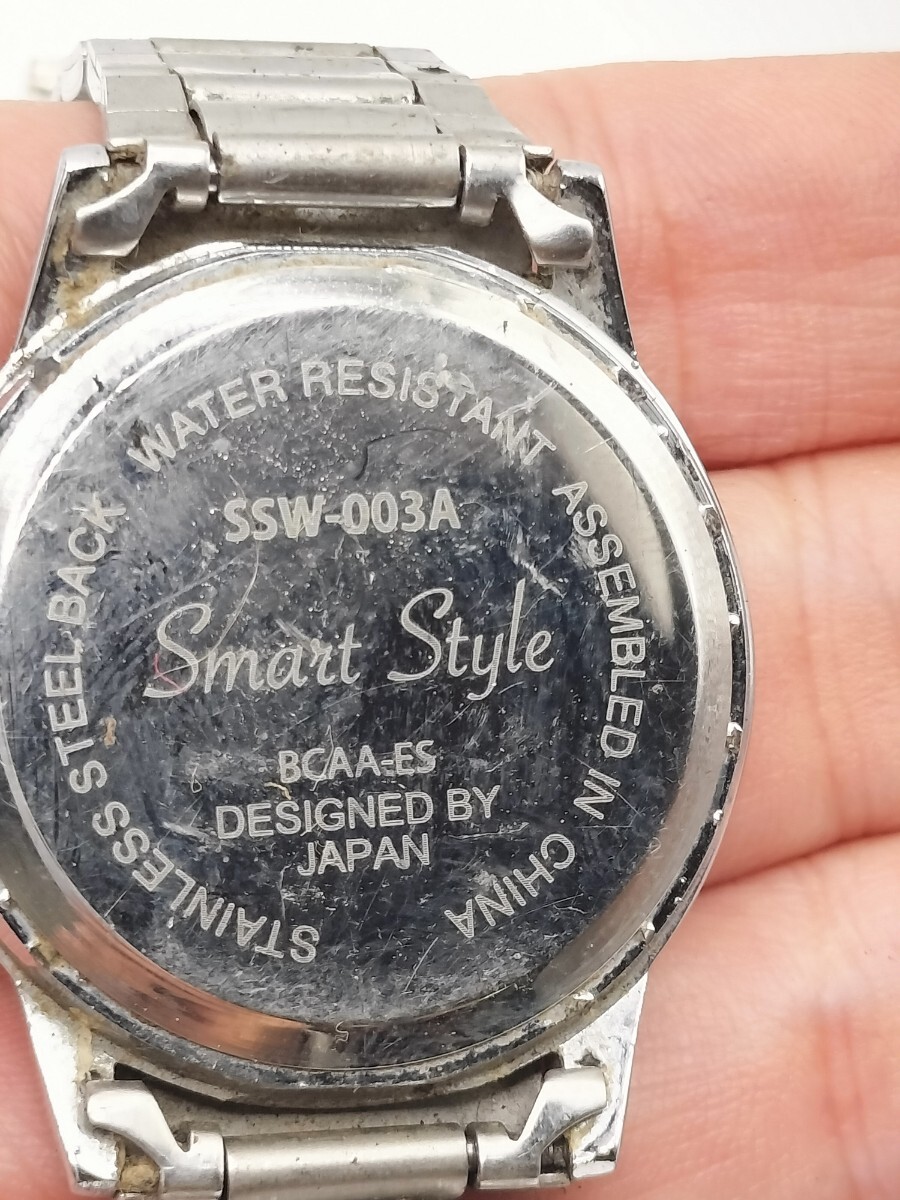 WATER RESISTANT
ASSEMBLED IN CHINA
STAINLESS STEEL BACK
SSW-003A
Smart Style
BCAA-ES
DESIGNED BY
JAPAN